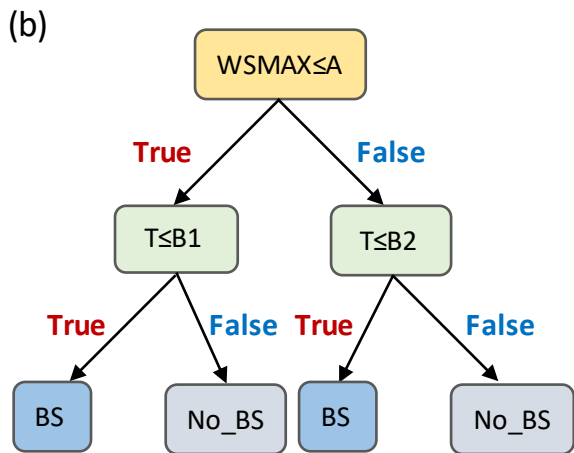 (b)
WSMAX≤A
True
False
T≤B1
T≤B2
True
False
True
False
BS
No_BS
BS
No_BS